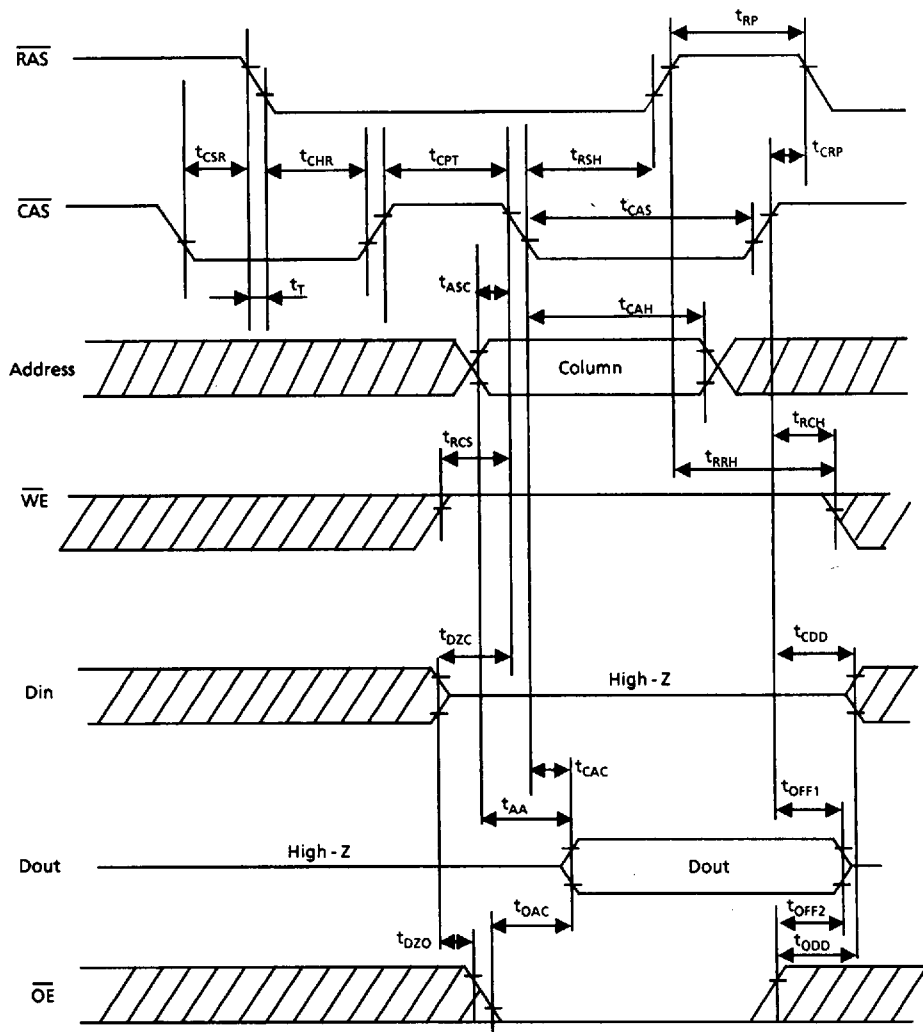 tRP
RAS
tCSR
tCHR
tCPT
tRSH
tCRP
CAS
tCAS
tT
tASC
tCAH
Address
Column
tRCS
tRCH
tRRH
WE
tDZC
tCDD
Din
High - Z
tCAC
tAA
tOFF1
High - Z
Dout
Dout
tOAC
tOFF2
tDZO
tODD
OE